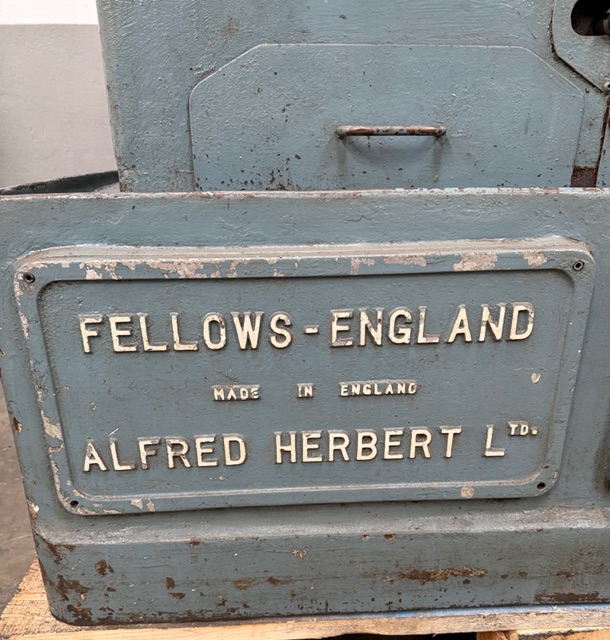 FELLOWS-ENGLAND
MADE IN ENGLAND
ALFRED HERBERT LTD.